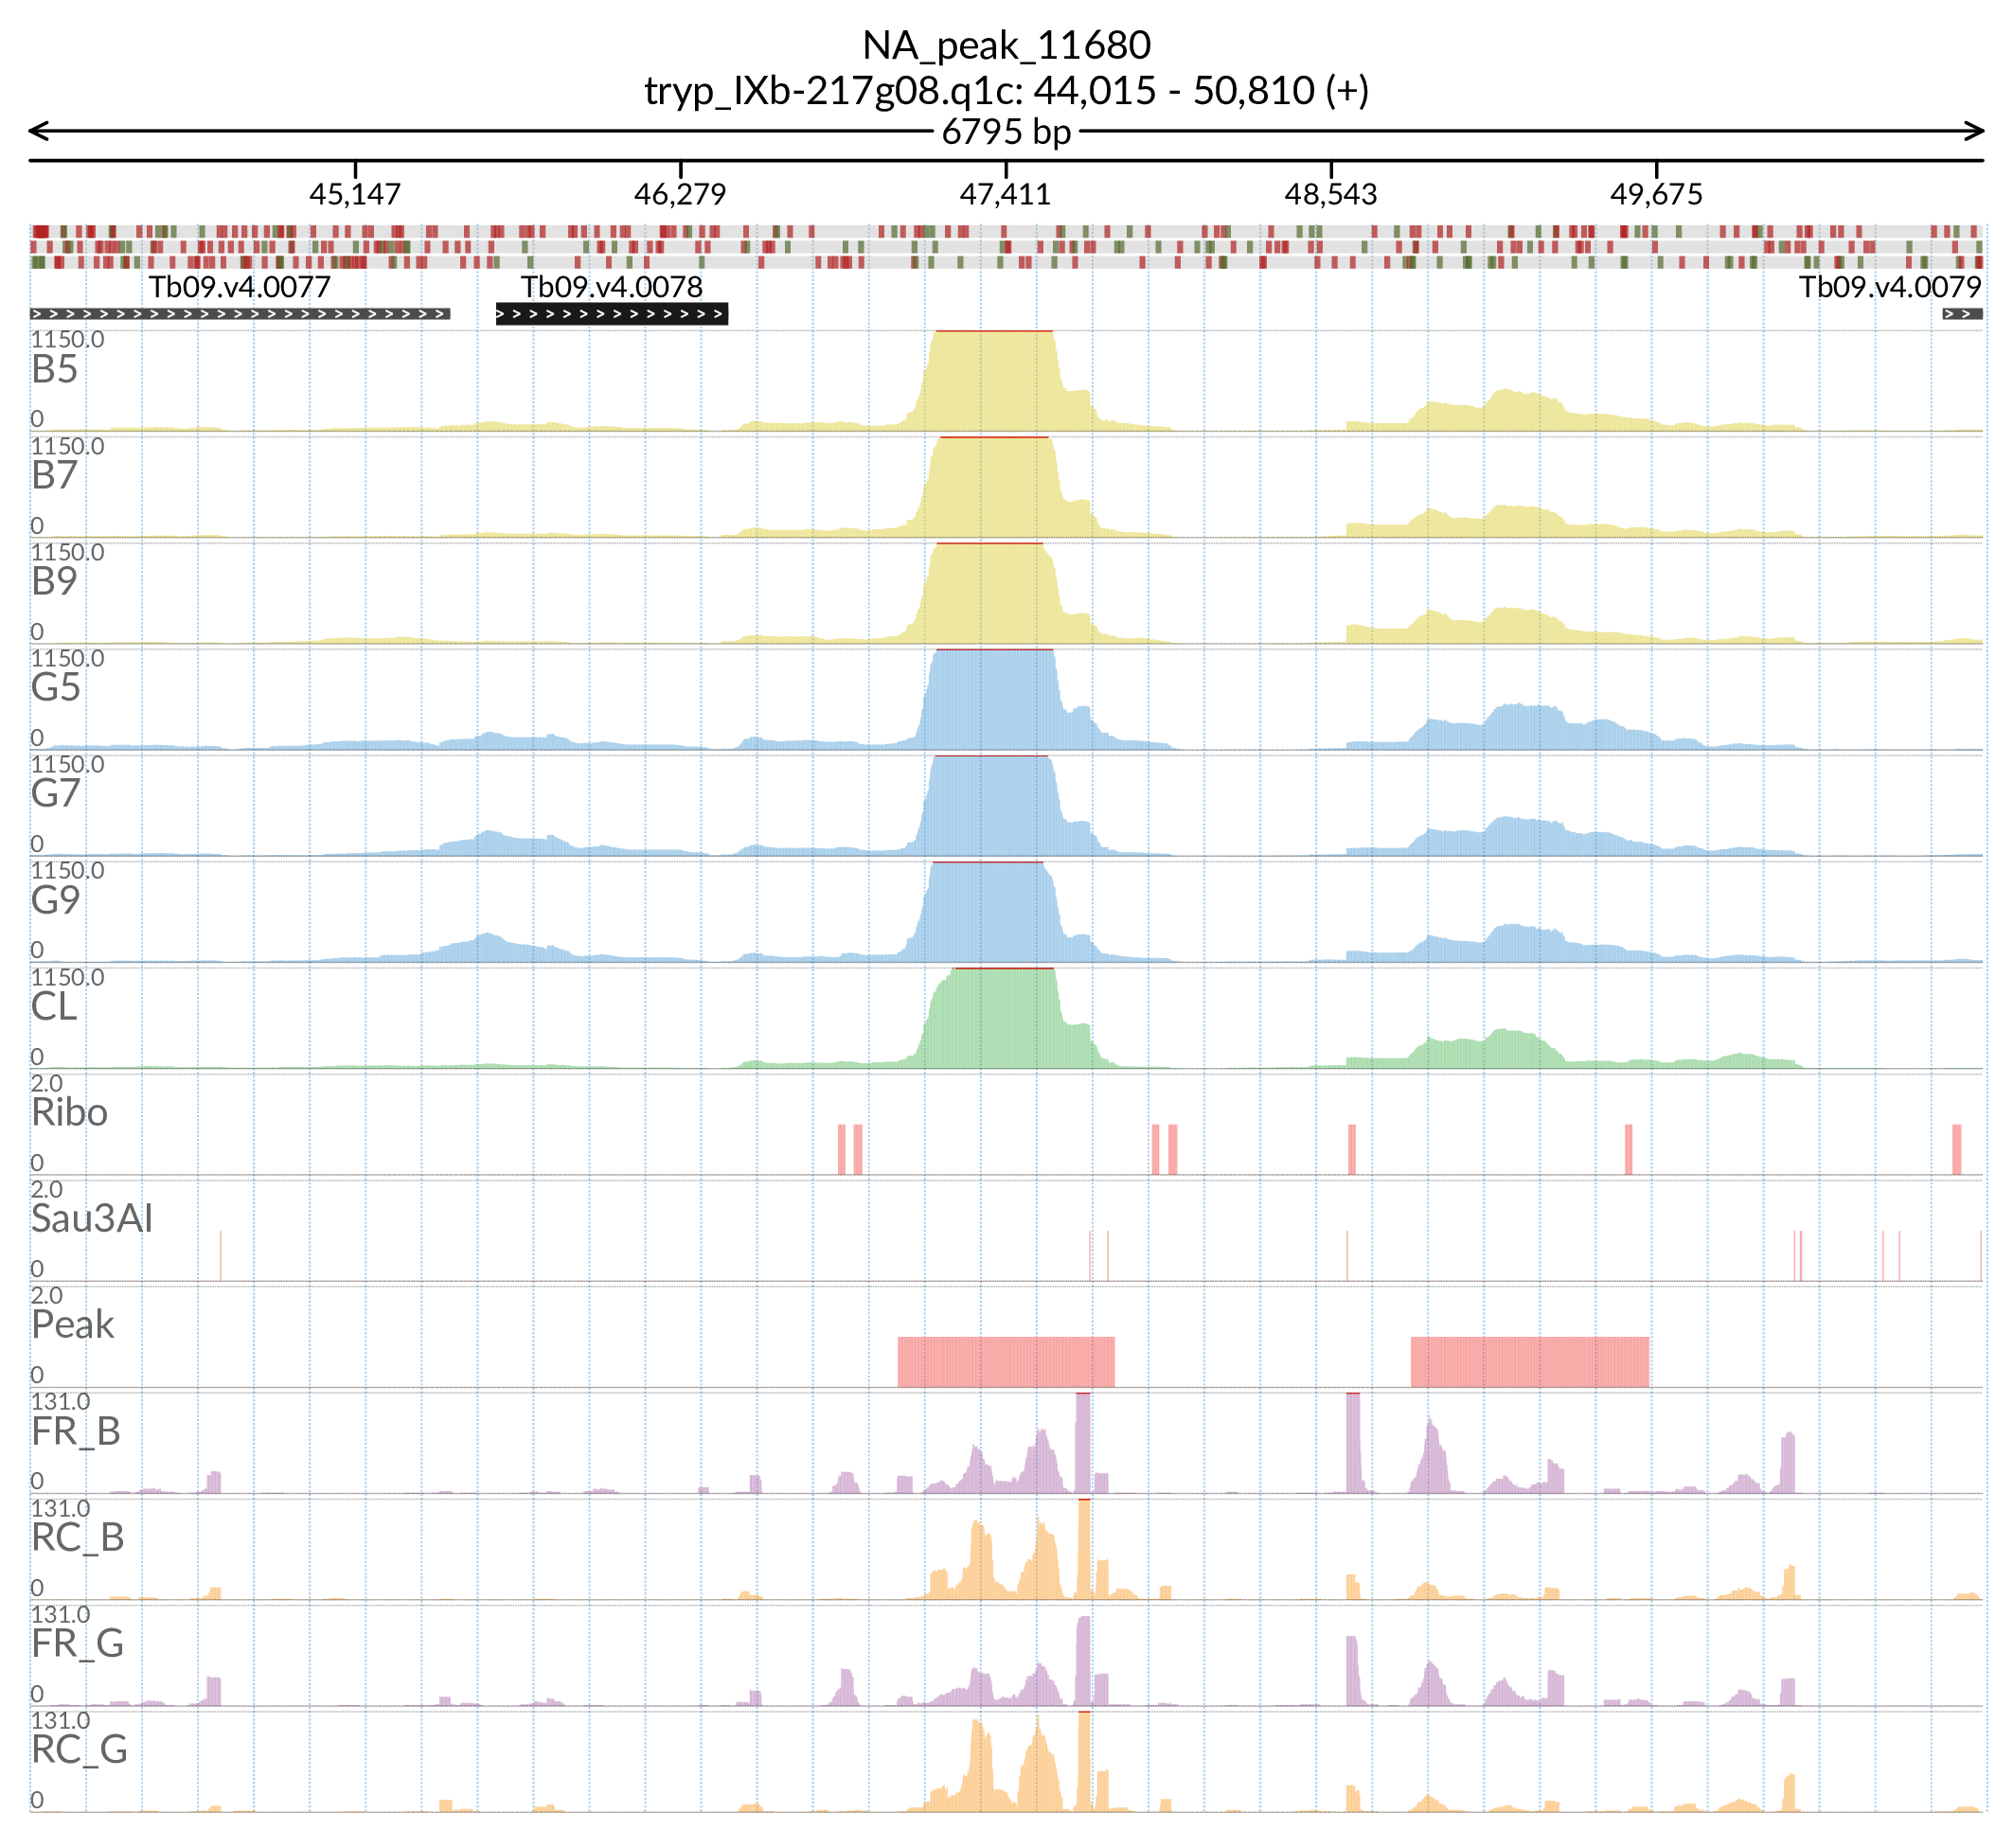 NA_peak_11680
tryp_IXb-217g08.q1c: 44,015 - 50,810 (+)
6795 bp
45,147 46,279 47,411 48,543 49,675
Tb09.v4.0077 Tb09.v4.0078 Tb09.v4.0079
1150.0
B5
0
1150.0
B7
0
1150.0
B9
0
1150.0
G5
0
1150.0
G7
0
1150.0
G9
0
1150.0
CL
0
2.0
Ribo
0
2.0
Sau3AI
0
2.0
Peak
0
131.0
FR_B
0
131.0
RC_B
0
131.0
FR_G
0
131.0
RC_G
0